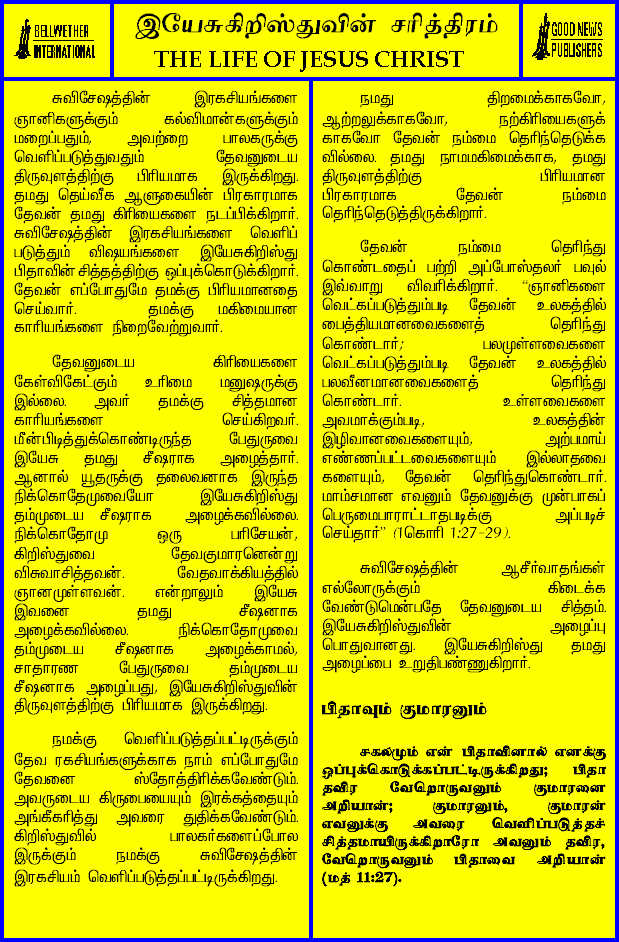 BELLWETHER
INTERNATIONAL
இயேசுகிறிஸ்துவின் சரித்திரம்
THE LIFE OF JESUS CHRIST
GOOD NEWS
PUBLISHERS
சுவிசேஷத்தின் இரகசியங்களை
ஞானிகளுக்கும் கல்விமான்களுக்கும்
மறைப்பதும், அவற்றை பாலகருக்கு
வெளிப்படுத்துவதும் தேவனுடைய
திருவுளத்திற்கு பிரியமாக இருக்கிறது.
தமது தெய்வீக ஆளுகையின் பிரகாரமாக
தேவன் தமது கிரியைகளை நடப்பிக்கிறார்.
சுவிசேஷத்தின் இரகசியங்களை வெளிப்
படுத்தும் விஷயங்களை இயேசுகிறிஸ்து
பிதாவின் சித்தத்திற்கு ஒப்புக்கொடுக்கிறார்.
தேவன் எப்போதுமே தமக்கு பிரியமானதை
செய்வார். தமக்கு மகிமையான
காரியங்களை நிறைவேற்றுவார்.
தேவனுடைய கிரியைகளை
கேள்விகேட்கும் உரிமை மனுஷருக்கு
இல்லை. அவர் தமக்கு சித்தமான
காரியங்களை செய்கிறவர்.
மீன்பிடித்துக்கொண்டிருந்த பேதுருவை
இயேசு தமது சீஷராக அழைத்தார்.
ஆனால் யூதருக்கு தலைவனாக இருந்த
நிக்கொதேமுவையோ இயேசுகிறிஸ்து
தம்முடைய சீஷராக அழைக்கவில்லை.
நிக்கொதோமு ஒரு பரிசேயன்,
கிறிஸ்துவை தேவகுமாரனென்று
விசுவாசித்தவன். வேதவாக்கியத்தில்
ஞானமுள்ளவன். என்றாலும் இயேசு
இவனை தமது சீஷனாக
அழைக்கவில்லை. நிக்கொதோமுவை
தம்முடைய சீஷனாக அழைக்காமல்,
சாதாரண பேதுருவை தம்முடைய
சீஷனாக அழைப்பது, இயேசுகிறிஸ்துவின்
திருவுளத்திற்கு பிரியமாக இருக்கிறது.
நமக்கு வெளிப்படுத்தப்பட்டிருக்கும்
தேவ ரகசியங்களுக்காக நாம் எப்போதுமே
தேவனை ஸ்தோத்திரிக்கவேண்டும்.
அவருடைய கிருபையையும் இரக்கத்தையும்
அங்கீகரித்து அவரை துதிக்கவேண்டும்.
கிறிஸ்துவில் பாலகர்களைப்போல
இருக்கும் நமக்கு சுவிசேஷத்தின்
இரகசியம் வெளிப்படுத்தப்பட்டிருக்கிறது.
நமது திறமைக்காகவோ,
ஆற்றலுக்காகவோ, நற்கிரியைகளுக்
காகவோ தேவன் நம்மை தெரிந்தெடுக்க
வில்லை. தமது நாமமகிமைக்காக, தமது
திருவுளத்திற்கு பிரியமான
பிரகாரமாக தேவன் நம்மை
தெரிந்தெடுத்திருக்கிறார்.
தேவன் நம்மை தெரிந்து
கொண்டதைப் பற்றி அப்போஸ்தலர் பவுல்
இவ்வாறு விவரிக்கிறார். “ஞானிகளை
வெட்கப்படுத்தும்படி தேவன் உலகத்தில்
பைத்தியமானவைகளைத் தெரிந்து
கொண்டார்; பலமுள்ளவைகளை
வெட்கப்படுத்தும்படி தேவன் உலகத்தில்
பலவீனமானவைகளைத் தெரிந்து
கொண்டார். உள்ளவைகளை
அவமாக்கும்படி, உலகத்தின்
இழிவானவைகளையும், அற்பமாய்
எண்ணப்பட்டவைகளையும் இல்லாதவை
களையும், தேவன் தெரிந்துகொண்டார்.
மாம்சமான எவனும் தேவனுக்கு முன்பாகப்
பெருமைபாராட்டாதபடிக்கு அப்படிச்
செய்தார்” (1கொரி 1:27-29).
சுவிசேஷத்தின் ஆசீர்வாதங்கள்
எல்லோருக்கும் கிடைக்க
வேண்டுமென்பதே தேவனுடைய சித்தம்.
இயேசுகிறிஸ்துவின் அழைப்பு
பொதுவானது. இயேசுகிறிஸ்து தமது
அழைப்பை உறுதிபண்ணுகிறார்.
பிதாவும் குமாரனும்
சகலமும் என் பிதாவினால் எனக்கு
ஒப்புக்கொடுக்கப்பட்டிருக்கிறது; பிதா
தவிர வேறொருவனும் குமாரனை
அறியான்; குமாரனும், குமாரன்
எவனுக்கு அவரை வெளிப்படுத்தச்
சித்தமாயிருக்கிறாரோ அவனும் தவிர,
வேறொருவனும் பிதாவை அறியான்
(மத் 11:27).